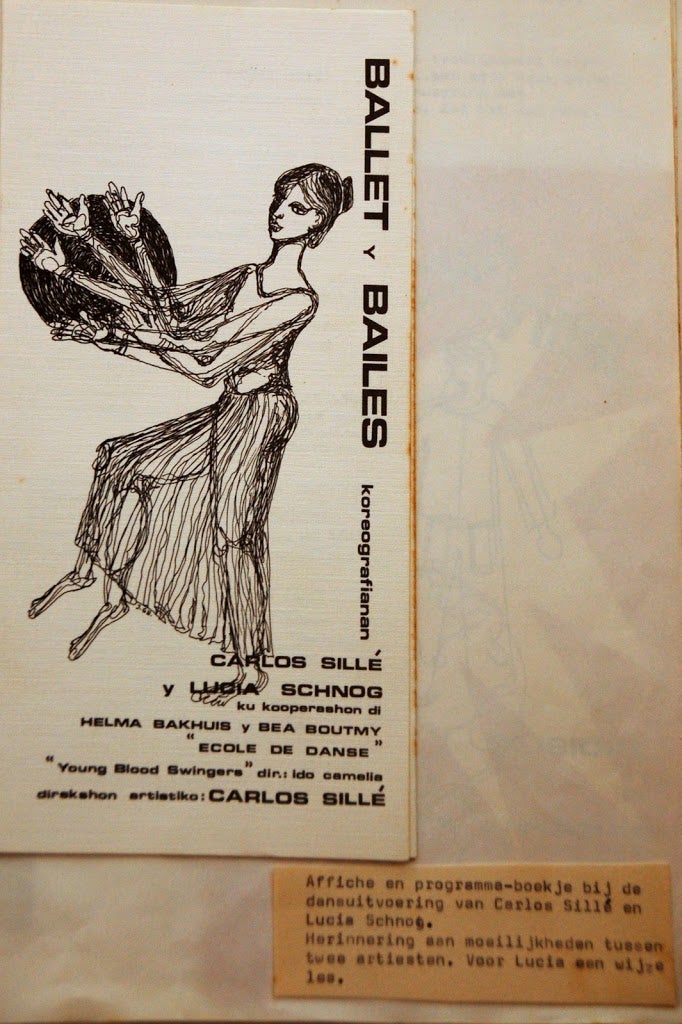 BALLET Y BAILES
koreografianan
CARLOS SILLÉ
y LUCIA SCHNOG
ku kooperashon di
HELMA BAKHUIS y BEA BOUTMY
"ECOLE DE DANSE"
"Young Blood Swingers" dir.: ido camelia
direkshon artistiko: CARLOS SILLÉ
Affiche en programma-boekje bij de
dansuitvoering van Carlos Sillé en
Lucia Schnog.
Herinnering aan moeilijkheden tussen
twee artiesten. Voor Lucia een wijze
les.